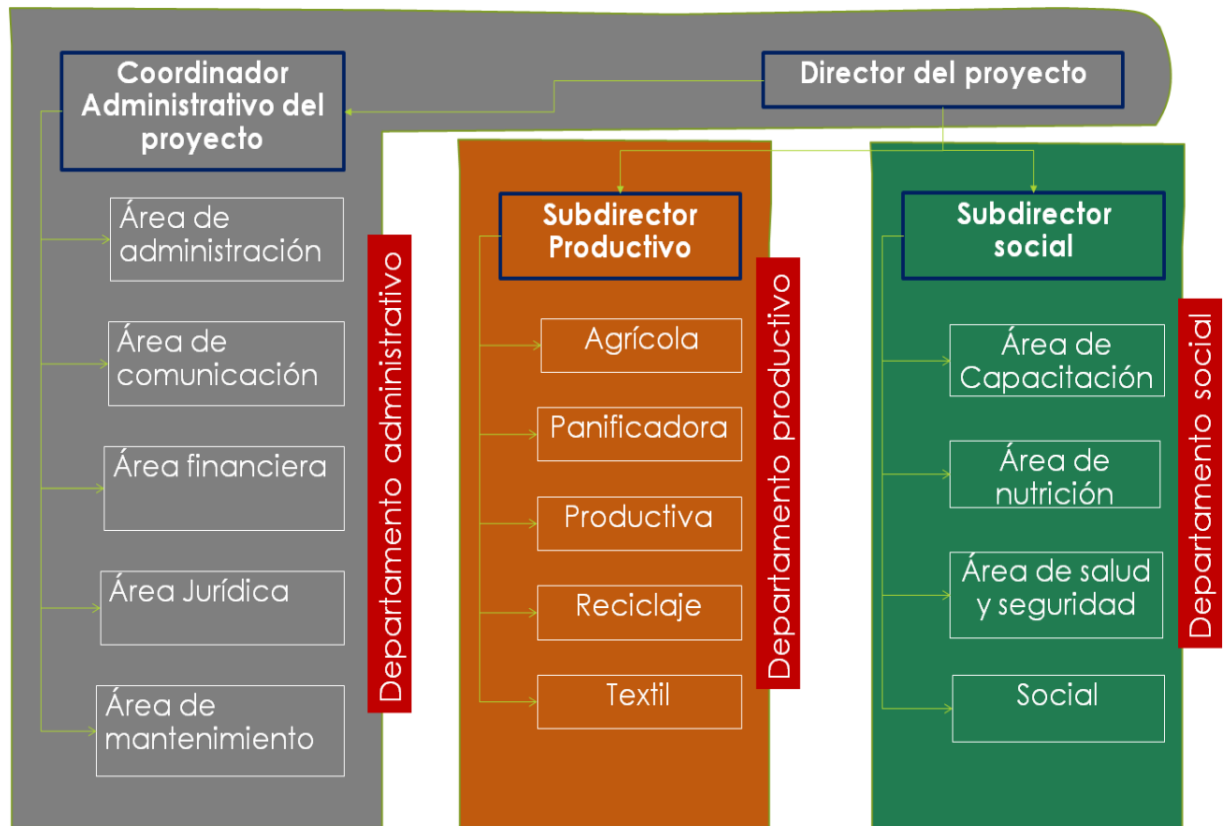 Coordinador
Administrativo del
proyecto
Director del proyecto
Área de
administración
Área de
comunicación
Área financiera
Área Jurídica
Área de
mantenimiento
Departamento administrativo
Subdirector
Productivo
Agrícola
Panificadora
Productiva
Reciclaje
Textil
Departamento productivo
Subdirector
social
Área de
Capacitación
Área de
nutrición
Área de salud
y seguridad
Social
Departamento social